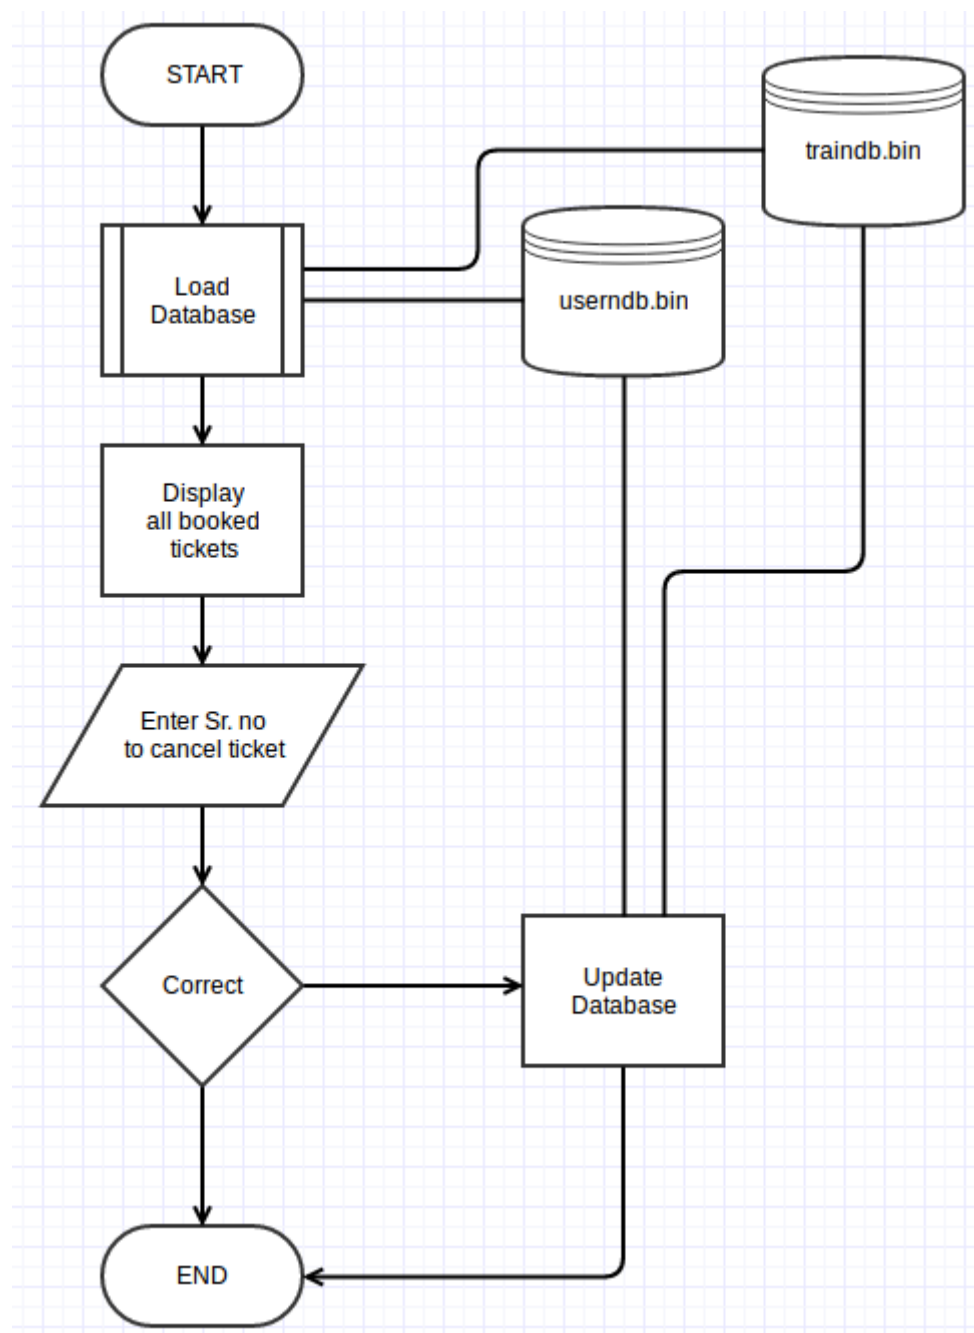 START
traindb.bin
Load
Database
userndb.bin
Display
all booked
tickets
Enter Sr. no
to cancel ticket
Correct
Update
Database
END